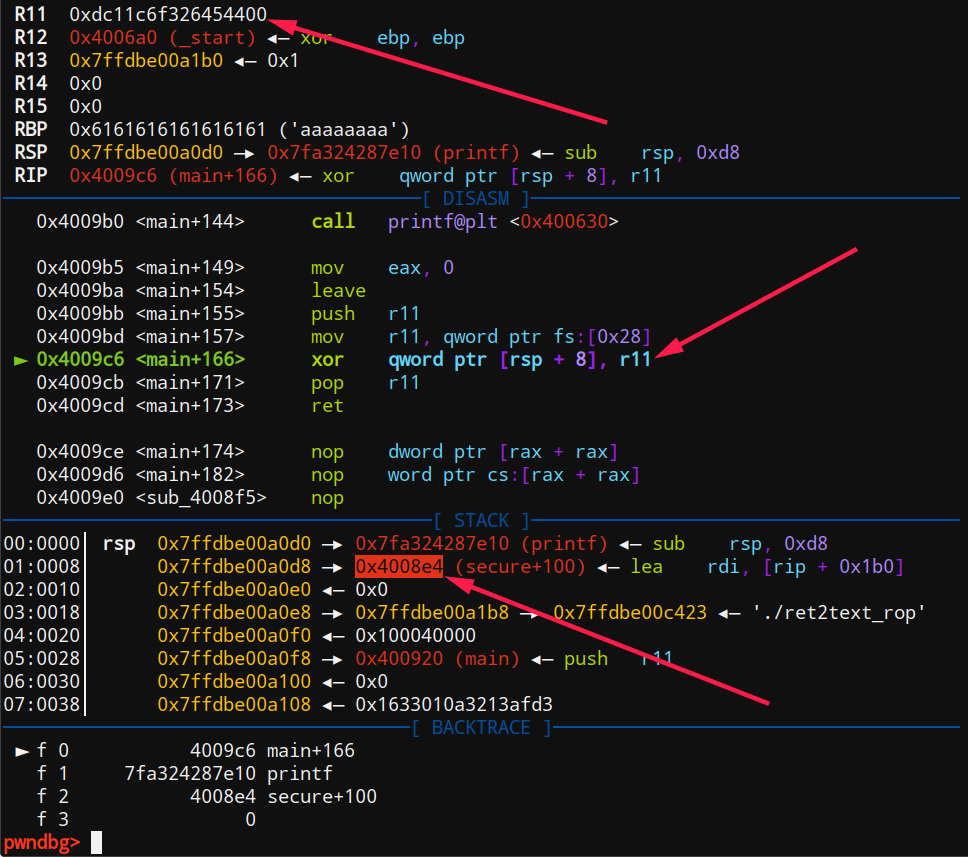 R11 0xdc11c6f326454400
R12 0x4006a0 (_start) ◂— xor ebp, ebp
R13 0x7ffdbe00a1b0 ◂— 0x1
R14 0x0
R15 0x0
RBP 0x6161616161616161 ('aaaaaaaa')
RSP 0x7ffdbe00a0d0 —▸ 0x7fa324287e10 (printf) ◂— sub rsp, 0xd8
RIP 0x4009c6 (main+166) ◂— xor qword ptr [rsp + 8], r11
[ DISASM ]
0x4009b0 <main+144> call printf@plt <0x400630>
0x4009b5 <main+149> mov eax, 0
0x4009ba <main+154> leave
0x4009bb <main+155> push r11
0x4009bd <main+157> mov r11, qword ptr fs:[0x28]
► 0x4009c6 <main+166> xor qword ptr [rsp + 8], r11
0x4009cb <main+171> pop r11
0x4009cd <main+173> ret
0x4009ce <main+174> nop dword ptr [rax + rax]
0x4009d6 <main+182> nop word ptr cs:[rax + rax]
0x4009e0 <sub_4008f5> nop
[ STACK ]
00:0000│ rsp 0x7ffdbe00a0d0 —▸ 0x7fa324287e10 (printf) ◂— sub rsp, 0xd8
01:0008│ 0x7ffdbe00a0d8 —▸ 0x4008e4 (secure+100) ◂— lea rdi, [rip + 0x1b0]
02:0010│ 0x7ffdbe00a0e0 ◂— 0x0
03:0018│ 0x7ffdbe00a0e8 —▸ 0x7ffdbe00a1b8 —▸ 0x7ffdbe00c423 ◂— './ret2text_rop'
04:0020│ 0x7ffdbe00a0f0 ◂— 0x100040000
05:0028│ 0x7ffdbe00a0f8 —▸ 0x400920 (main) ◂— push r11
06:0030│ 0x7ffdbe00a100 ◂— 0x0
07:0038│ 0x7ffdbe00a108 ◂— 0x1633010a3213afd3
[ BACKTRACE ]
► f 0 4009c6 main+166
f 1 7fa324287e10 printf
f 2 4008e4 secure+100
f 3 0
pwndbg>